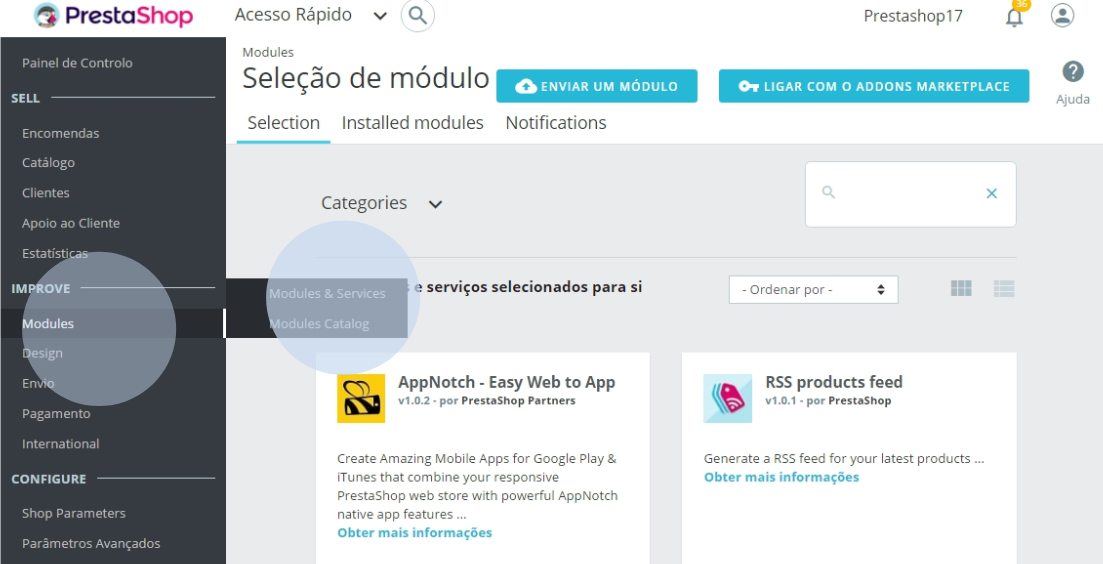 PrestaShop
Acesso Rápido
Prestashop17
36
Painel de Controlo
SELL
Encomendas
Catálogo
Clientes
Apoio ao Cliente
Estatísticas
IMPROVE
Modules
Design
Envio
Pagamento
International
CONFIGURE
Shop Parameters
Parâmetros Avançados
Modules & Services
Modules Catalog
Modules
Seleção de módulo
ENVIAR UM MÓDULO
LIGAR COM O ADDONS MARKETPLACE
Ajuda
Selection
Installed modules
Notifications
Categories
e serviços selecionados para si
- Ordenar por -
AppNotch - Easy Web to App
v1.0.2 - por PrestaShop Partners
Create Amazing Mobile Apps for Google Play &
iTunes that combine your responsive
PrestaShop web store with powerful AppNotch
native app features ...
Obter mais informações
RSS products feed
v1.0.1 - por PrestaShop
Generate a RSS feed for your latest products ...
Obter mais informações